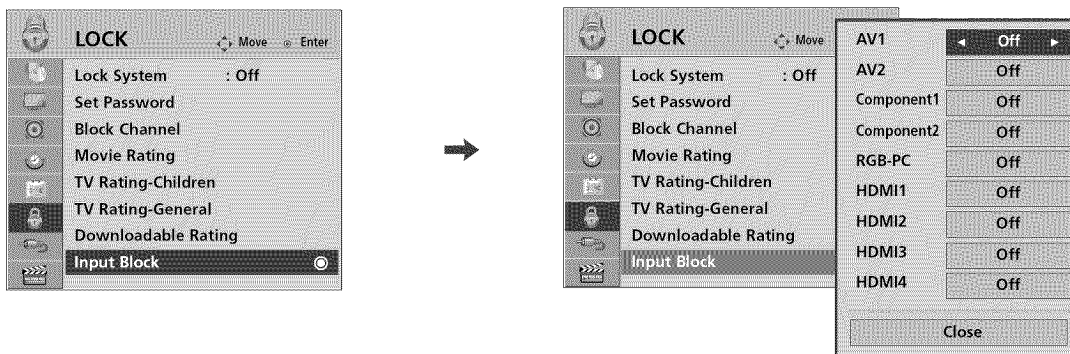 LOCK Move Enter
Lock System : Off
Set Password
Block Channel
Movie Rating
TV Rating-Children
TV Rating-General
Downloadable Rating
Input Block
LOCK Move
Lock System : Off
Set Password
Block Channel
Movie Rating
TV Rating-Children
TV Rating-General
Downloadable Rating
Input Block
AV1 Off
AV2 Off
Component1 Off
Component2 Off
RGB-PC Off
HDMI1 Off
HDMI2 Off
HDMI3 Off
HDMI4 Off
Close